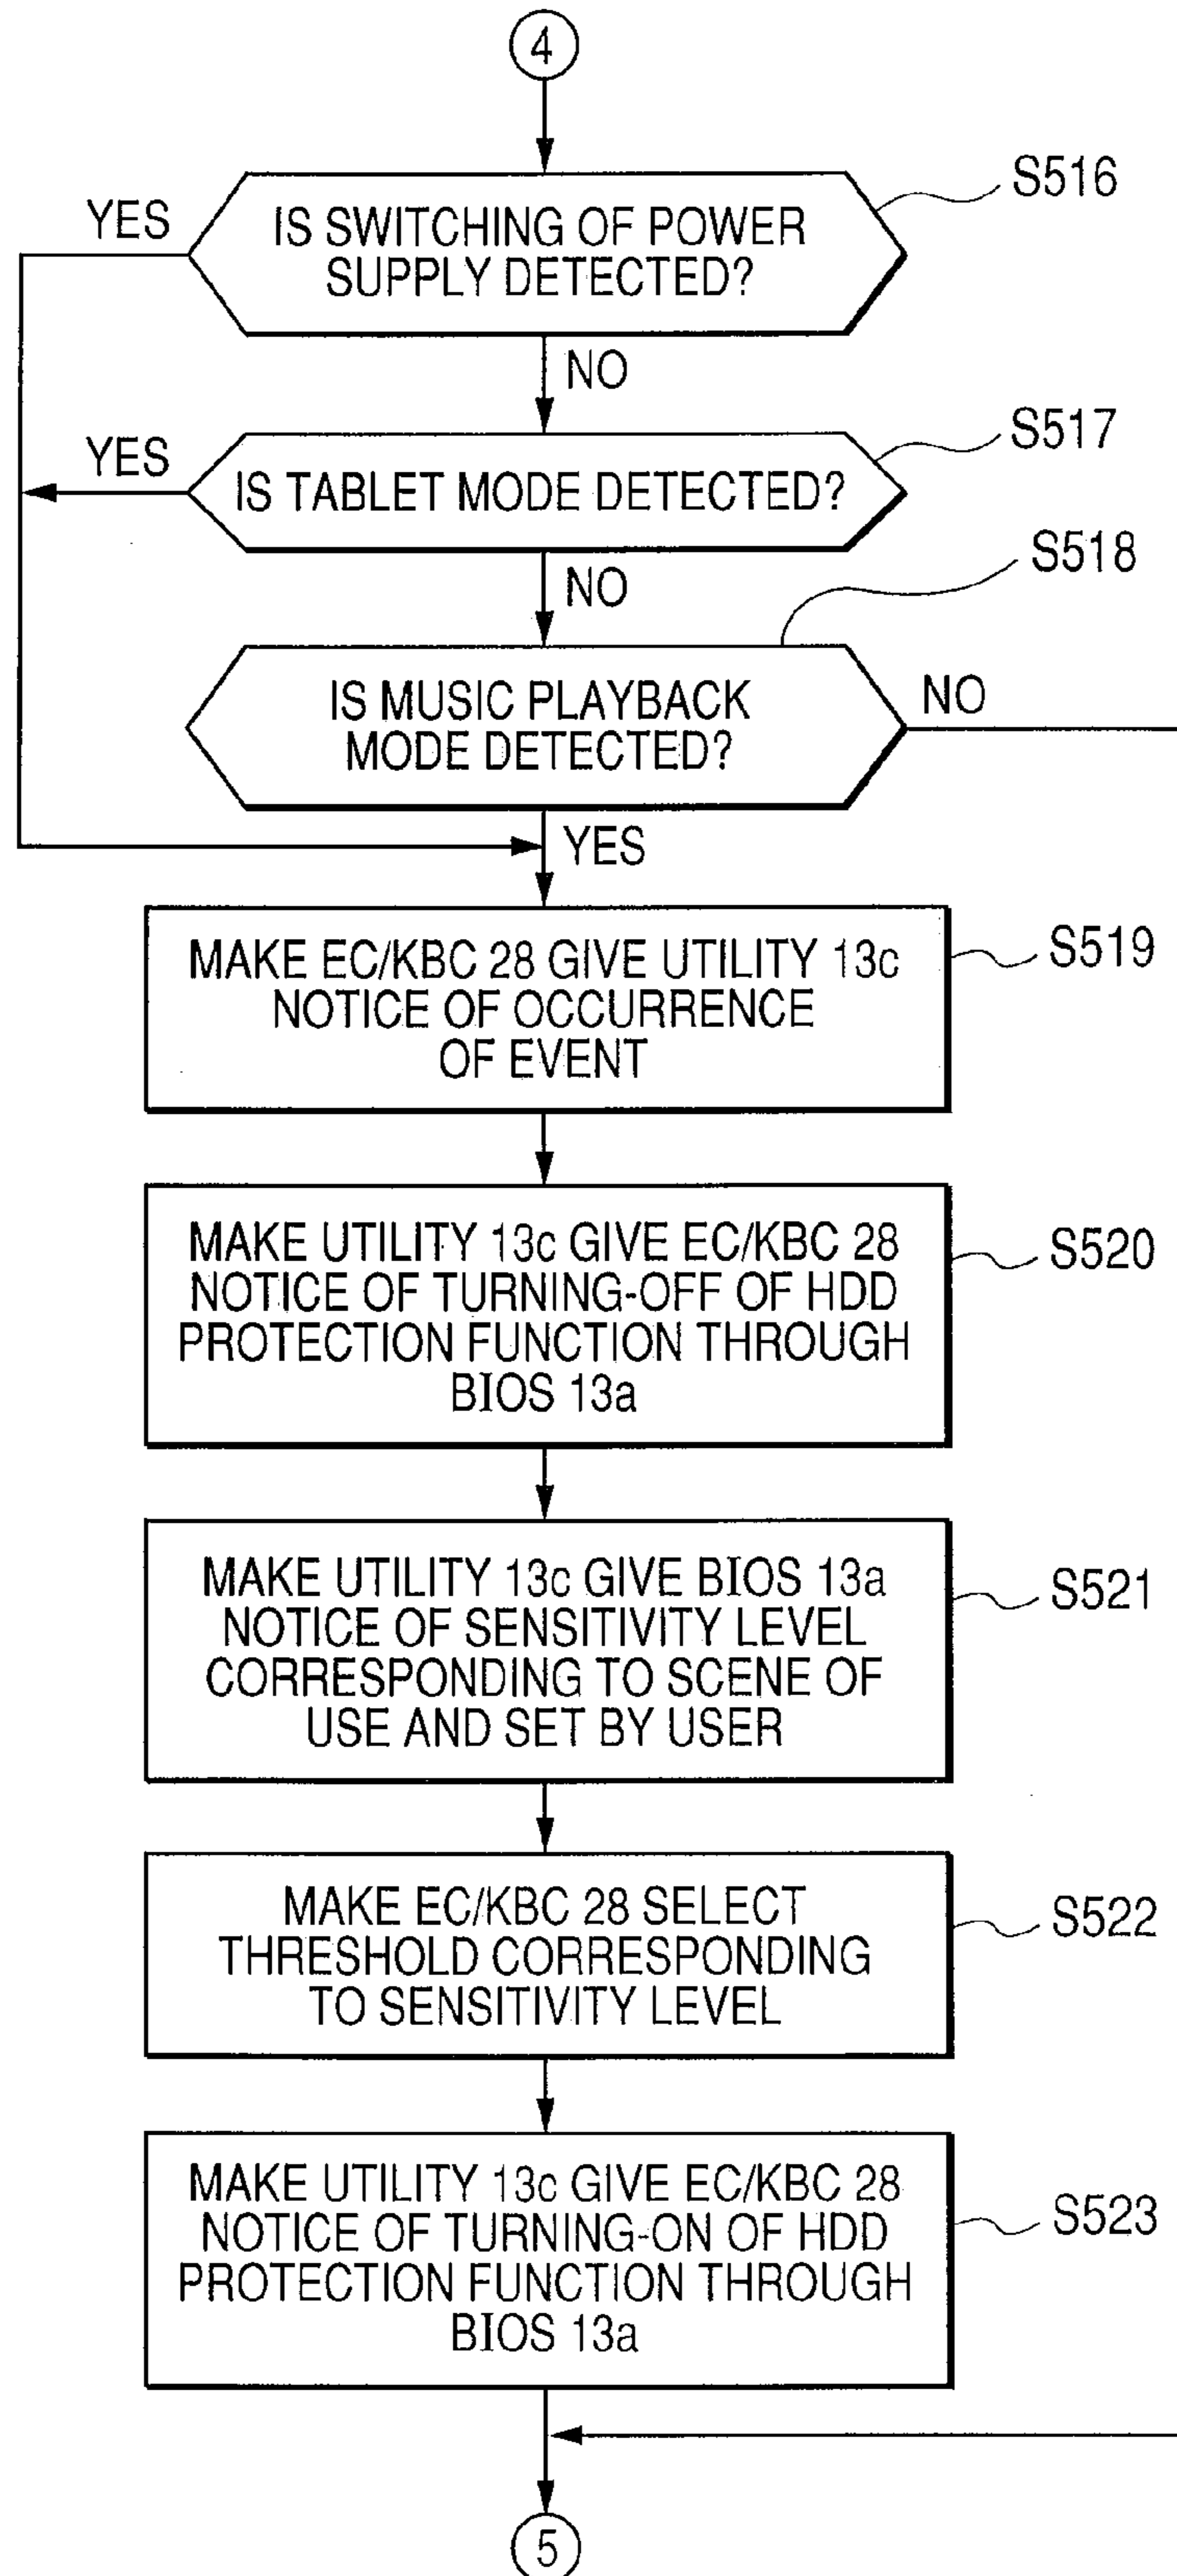 4
S516
YES
IS SWITCHING OF POWER
SUPPLY DETECTED?
NO
S517
YES
IS TABLET MODE DETECTED?
NO
S518
IS MUSIC PLAYBACK
MODE DETECTED?
NO
YES
MAKE EC/KBC 28 GIVE UTILITY 13c
NOTICE OF OCCURRENCE
OF EVENT
S519
MAKE UTILITY 13c GIVE EC/KBC 28
NOTICE OF TURNING-OFF OF HDD
PROTECTION FUNCTION THROUGH
BIOS 13a
S520
MAKE UTILITY 13c GIVE BIOS 13a
NOTICE OF SENSITIVITY LEVEL
CORRESPONDING TO SCENE OF
USE AND SET BY USER
S521
MAKE EC/KBC 28 SELECT
THRESHOLD CORRESPONDING
TO SENSITIVITY LEVEL
S522
MAKE UTILITY 13c GIVE EC/KBC 28
NOTICE OF TURNING-ON OF HDD
PROTECTION FUNCTION THROUGH
BIOS 13a
S523
5